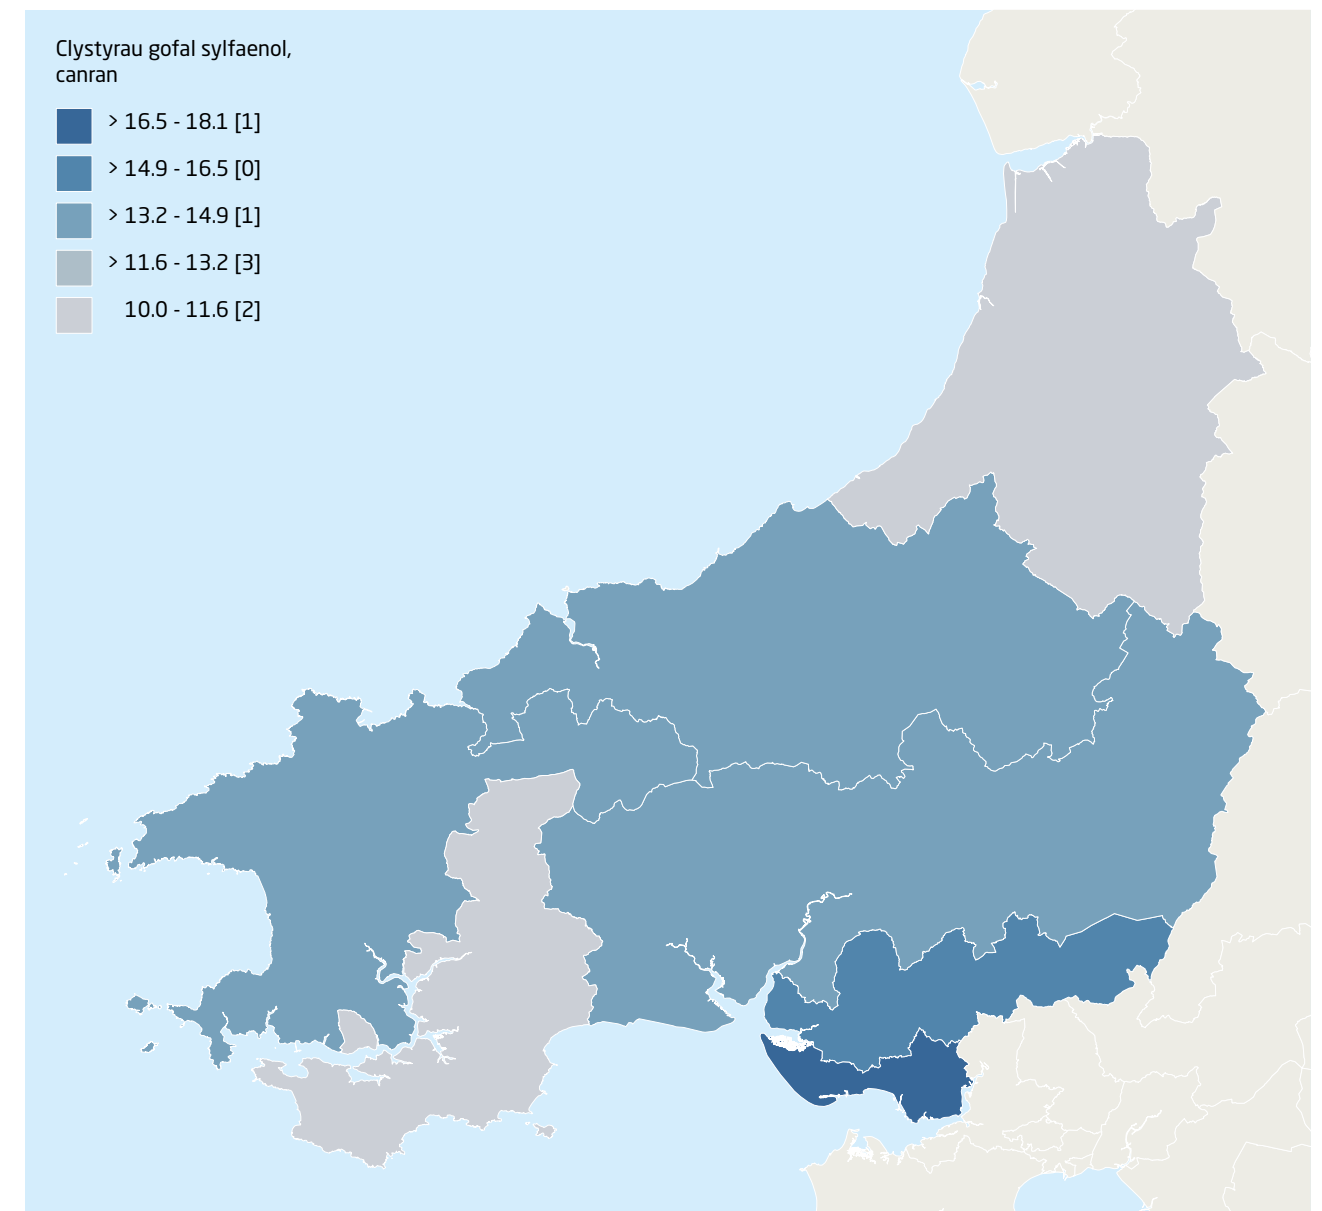 Clystyrau gofal sylfaenol,
canran
> 16.5 - 18.1 [1]
> 14.9 - 16.5 [0]
> 13.2 - 14.9 [1]
> 11.6 - 13.2 [3]
10.0 - 11.6 [2]